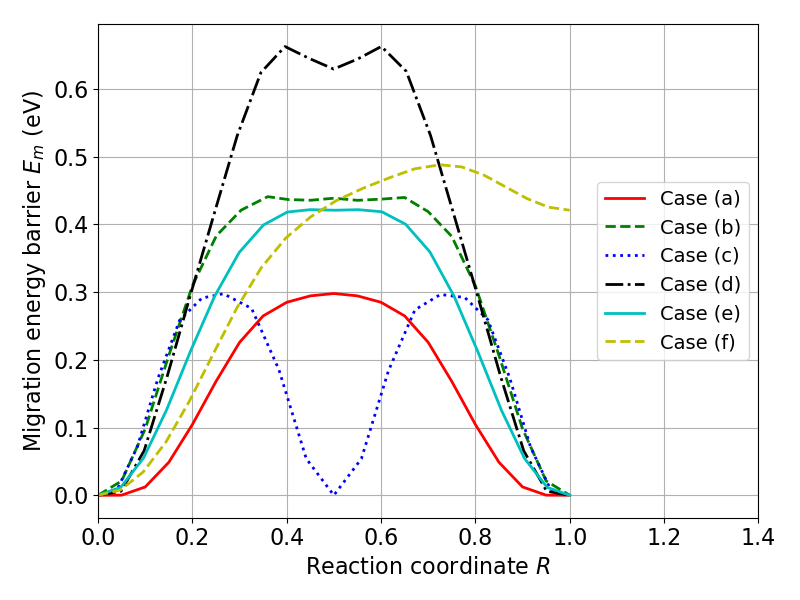 Migration energy barrier E_m (eV)
0.6
0.5
0.4
0.3
0.2
0.1
0.0
0.0 0.2 0.4 0.6 0.8 1.0 1.2 1.4
Reaction coordinate R
Case (a)
Case (b)
Case (c)
Case (d)
Case (e)
Case (f)